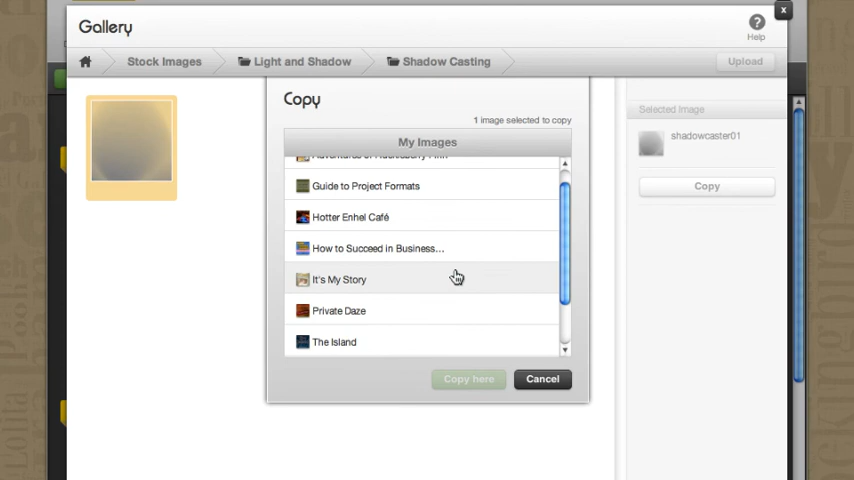 Gallery
x
?
Help
Stock Images
Light and Shadow
Shadow Casting
Upload
Copy
1 image selected to copy
My Images
Guide to Project Formats
Hotter Enhel Café
How to Succeed in Business...
It's My Story
Private Daze
The Island
Copy here
Cancel
Selected Image
shadowcaster01
Copy